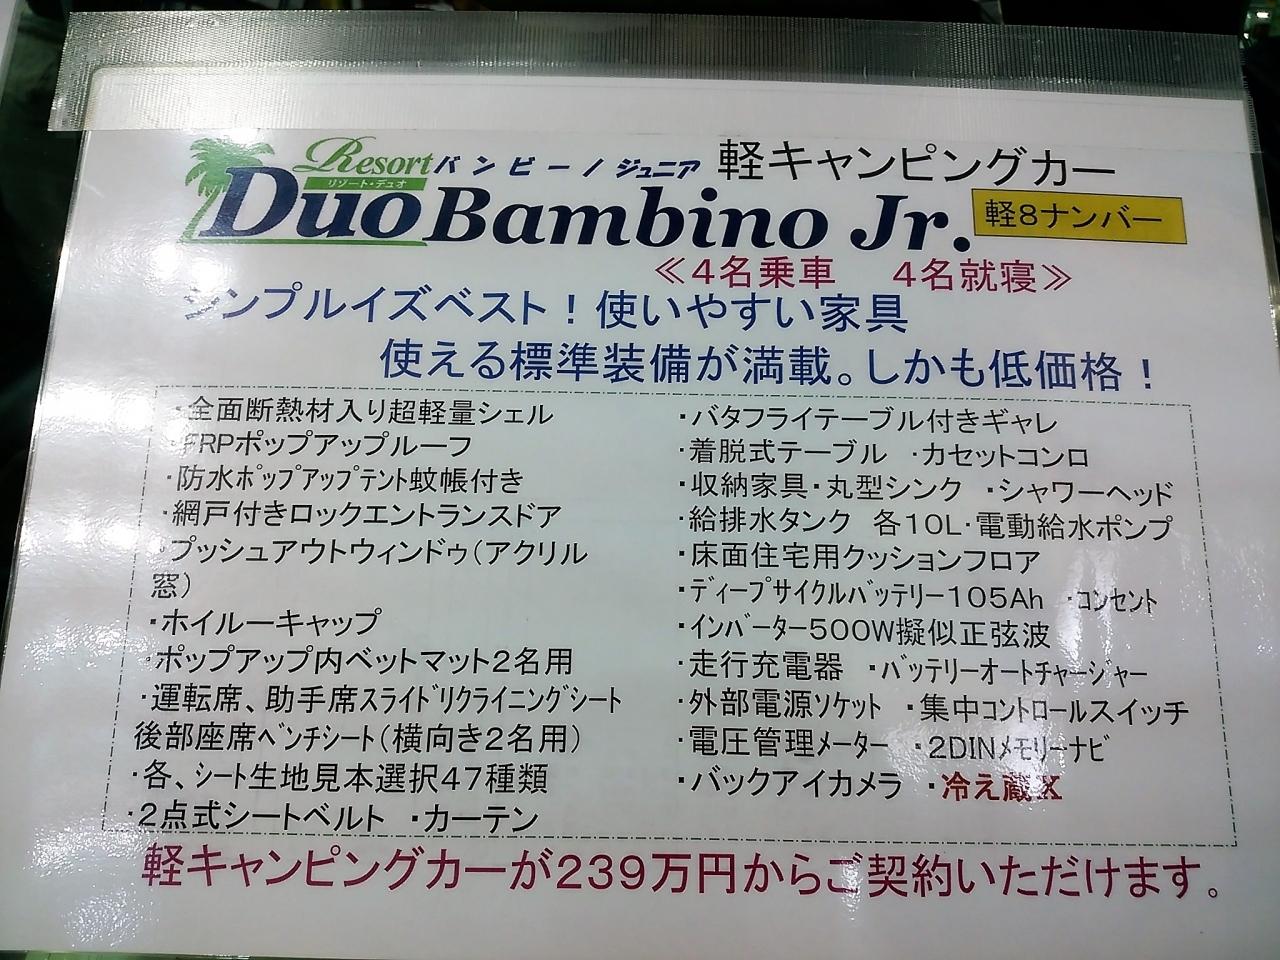 Resort バンビーノジュニア 軽キャンピングカー
リゾート・デュオ
Duo Bambino Jr. 軽8ナンバー
≪4名乗車 4名就寝≫
シンプルイズベスト！使いやすい家具
使える標準装備が満載。しかも低価格！
・全面断熱材入り超軽量シェル
・FRPポップアップルーフ
・防水ﾎﾟｯﾌﾟアップﾃﾝﾄ蚊帳付き
・網戸付きロックエントランスドア
・プッシュアウトウィンドゥ（アクリル
窓）
・ホイルーキャップ
・ポップアップ内ベットマット2名用
・運転席、助手席ｽﾗｲﾄﾞﾘｸﾗｲﾆﾝｸﾞｼート
後部座席ﾍﾞﾝﾁｼート（横向き2名用）
・各、シート生地見本選択47種類
・2点式シートベルト ・カーテン
・バタフライテーブル付きギャレ
・着脱式テーブル ・カセットコンロ
・収納家具・丸型シンク ・シャワーヘッド
・給排水タンク 各10L・電動給水ポンプ
・床面住宅用クッションフロア
・ﾃﾞｨーﾌﾟｻｲｸﾙﾊﾞｯﾃﾘー105Ah ・ｺﾝｾﾝﾄ
・ｲﾝﾊﾞーﾀー500W擬似正弦波
・走行充電器 ・ﾊﾞｯﾃﾘーオートﾁｬーｼﾞｬー
・外部電源ｿｹｯﾄ ・集中ｺﾝﾄﾛーﾙスイッチ
・電圧管理ﾒーﾀー ・2DINﾒﾓﾘーﾅﾋﾞ
・バックアイカメラ ・冷え蔵X
軽キャンピングカーが239万円からご契約いただけます。